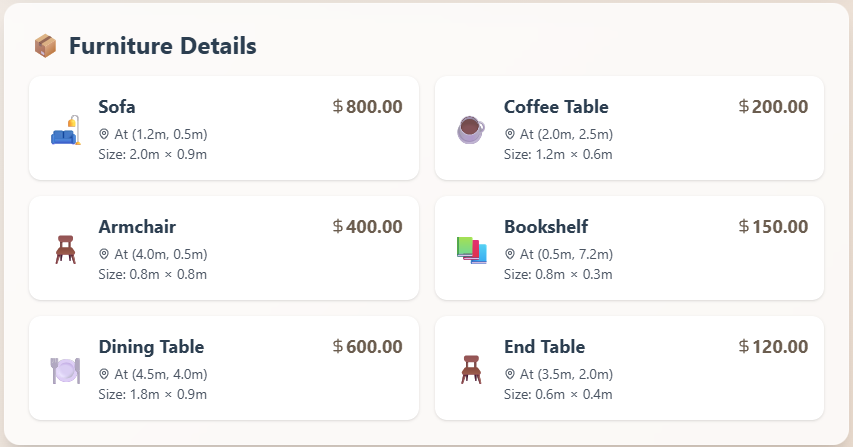 Furniture Details
Sofa
$800.00
At (1.2m, 0.5m)
Size: 2.0m × 0.9m
Coffee Table
$200.00
At (2.0m, 2.5m)
Size: 1.2m × 0.6m
Armchair
$400.00
At (4.0m, 0.5m)
Size: 0.8m × 0.8m
Bookshelf
$150.00
At (0.5m, 7.2m)
Size: 0.8m × 0.3m
Dining Table
$600.00
At (4.5m, 4.0m)
Size: 1.8m × 0.9m
End Table
$120.00
At (3.5m, 2.0m)
Size: 0.6m × 0.4m